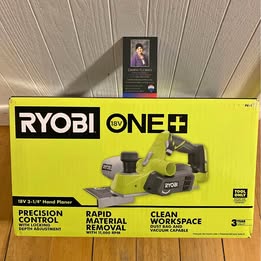 RYOBI 18V ONE+
18V 3-1/4" Hand Planer
TOOL
ONLY
PRECISION
CONTROL
WITH LOCKING
DEPTH ADJUSTMENT
RAPID
MATERIAL
REMOVAL
WITH 11,000 RPM
CLEAN
WORKSPACE
DUST BAG AND
VACUUM CAPABLE
3 YEAR
RYOBI